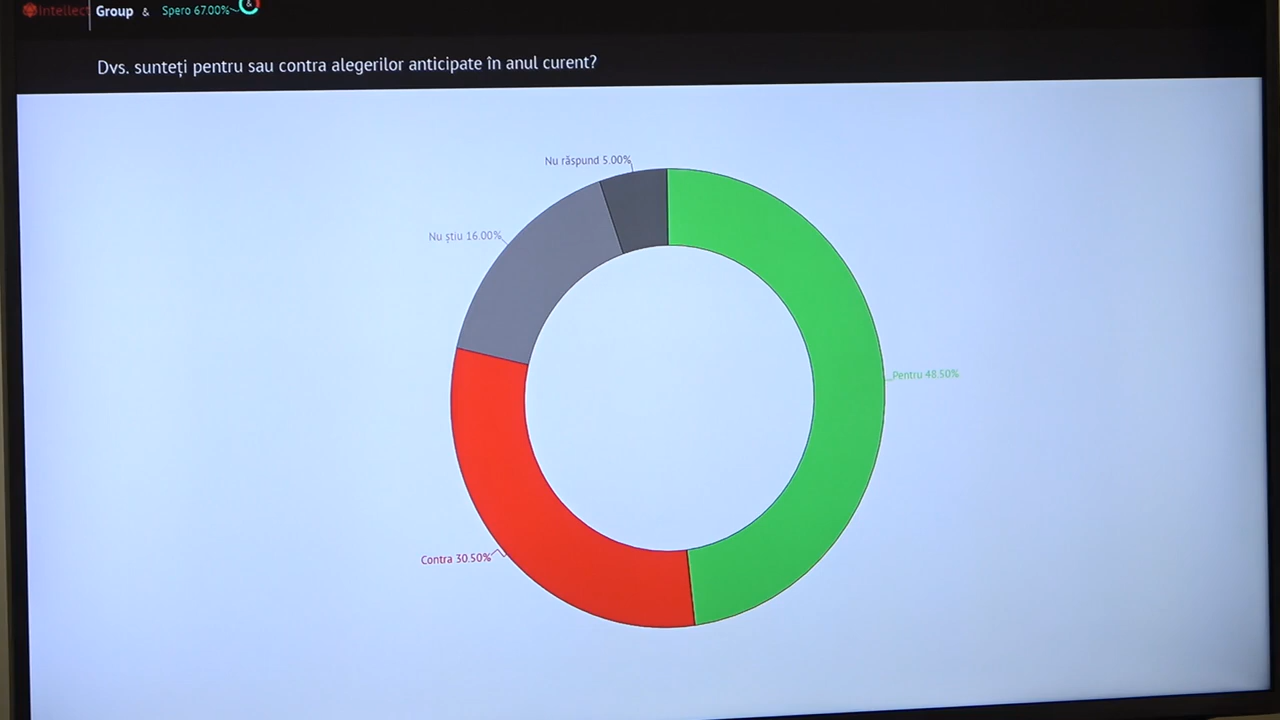 Intellect Group & Spero 67.00%
Dvs. sunteți pentru sau contra alegerilor anticipate în anul curent?
Nu răspund 5.00%
Nu știu 16.00%
Pentru 48.50%
Contra 30.50%